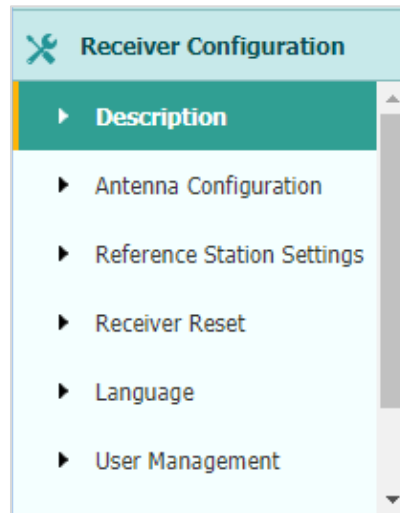 Receiver Configuration
Description
Antenna Configuration
Reference Station Settings
Receiver Reset
Language
User Management